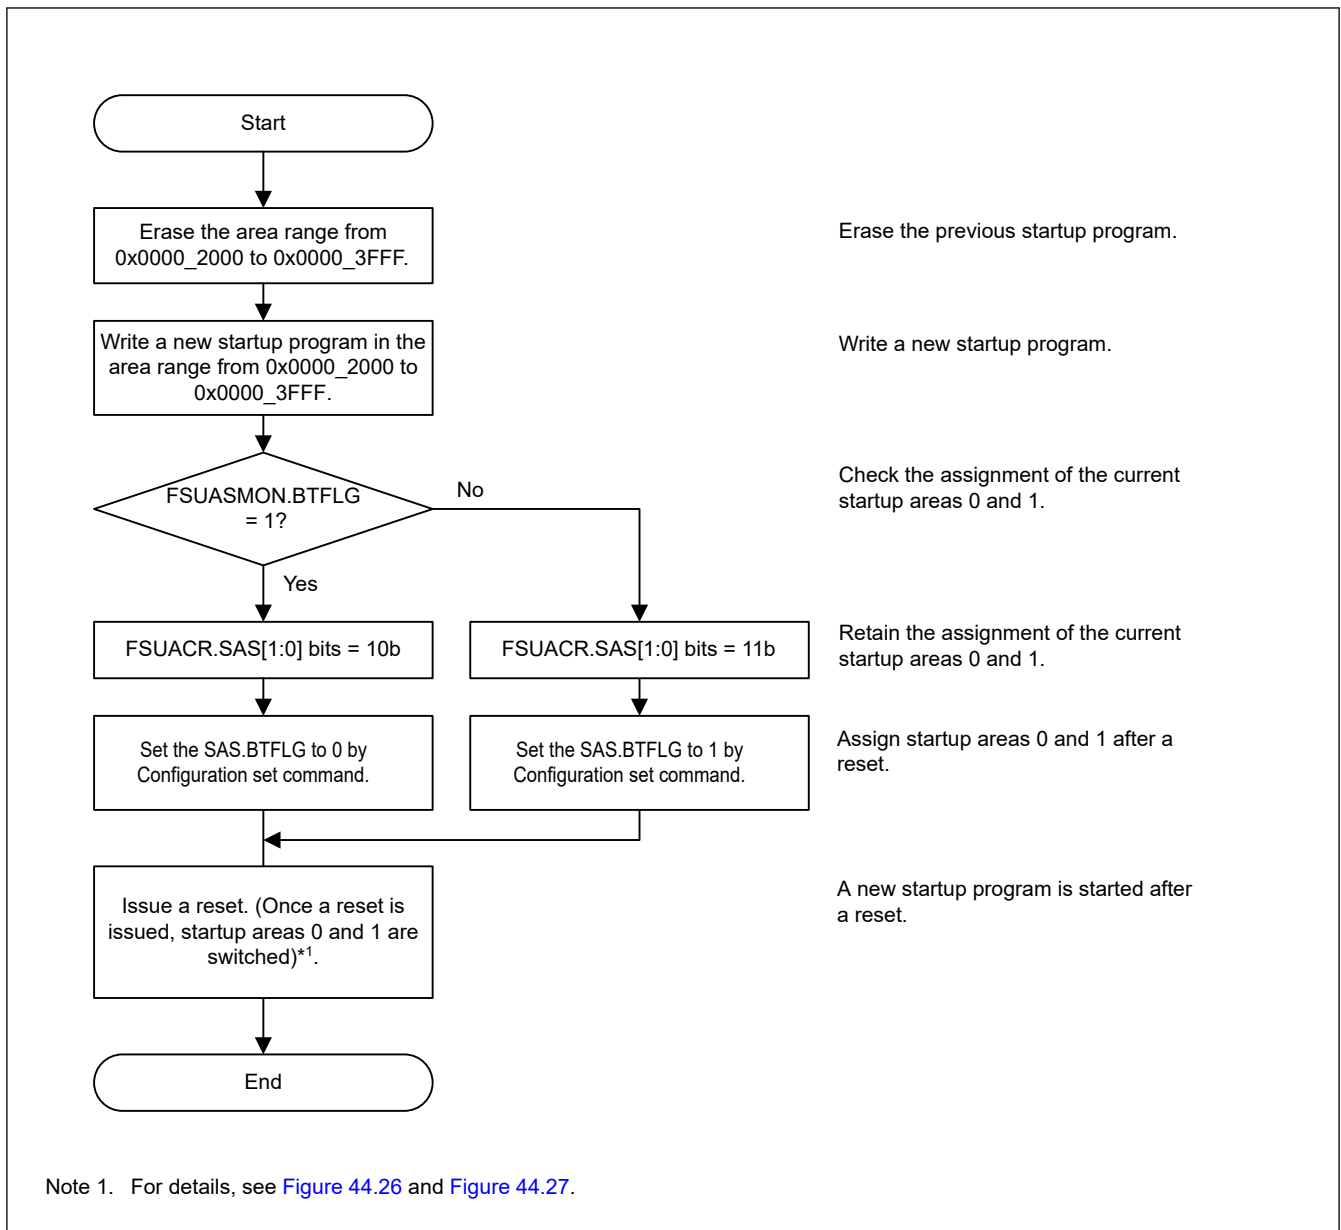 Start
Erase the area range from
0x0000_2000 to 0x0000_3FFF.
Erase the previous startup program.
Write a new startup program in the
area range from 0x0000_2000 to
0x0000_3FFF.
Write a new startup program.
FSUASMON.BTFLG
= 1?
No
Yes
Check the assignment of the current
startup areas 0 and 1.
FSUACR.SAS[1:0] bits = 10b
FSUACR.SAS[1:0] bits = 11b
Retain the assignment of the current
startup areas 0 and 1.
Set the SAS.BTFLG to 0 by
Configuration set command.
Set the SAS.BTFLG to 1 by
Configuration set command.
Assign startup areas 0 and 1 after a
reset.
Issue a reset. (Once a reset is
issued, startup areas 0 and 1 are
switched)*1.
A new startup program is started after
a reset.
End
Note 1. For details, see Figure 44.26 and Figure 44.27.